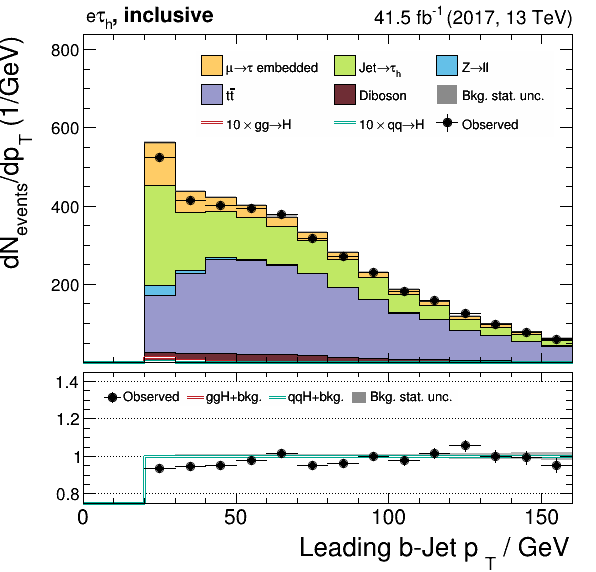 eτh, inclusive
41.5 fb⁻¹ (2017, 13 TeV)
dNevents/dpT (1/GeV)
800
600
400
200
μ→τ embedded
Jet→τh
Z→ll
tt̄
Diboson
Bkg. stat. unc.
10 × gg→H
10 × qq→H
Observed
1.4
1.2
1
0.8
Observed
ggH+bkg.
qqH+bkg.
Bkg. stat. unc.
0
50
100
150
Leading b-Jet pT / GeV